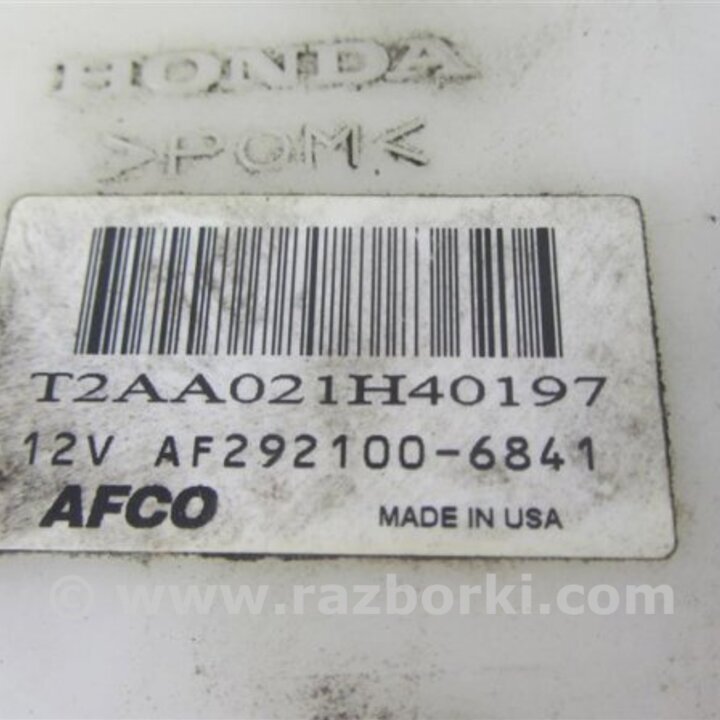 HONDA
>POM<
T2AA021H40197
12V AF292100-6841
AFCO MADE IN USA
© www.razborki.com